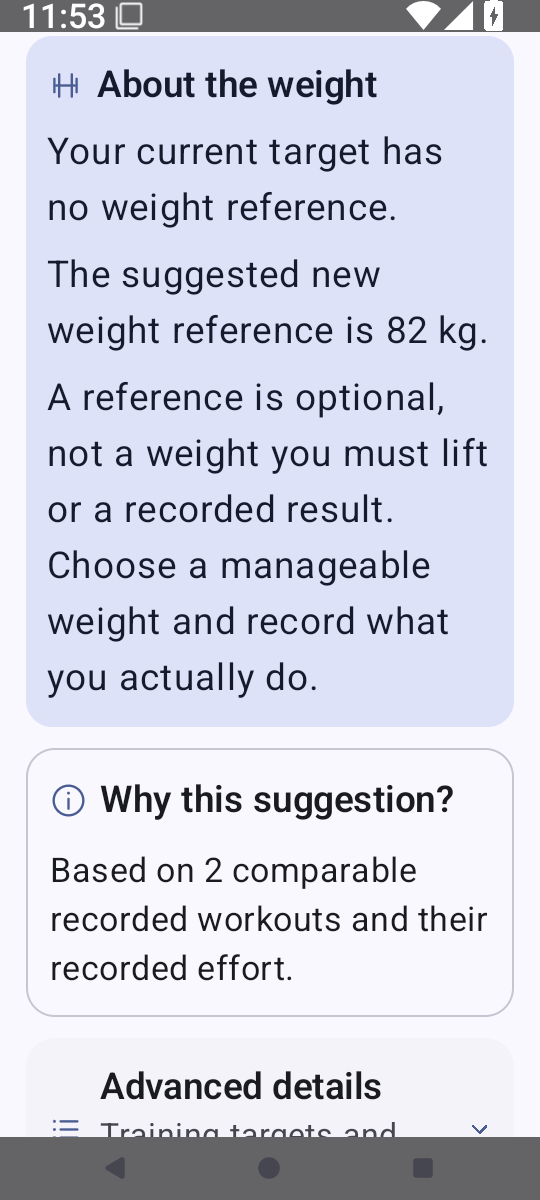 11:53
About the weight
Your current target has
no weight reference.
The suggested new
weight reference is 82 kg.
A reference is optional,
not a weight you must lift
or a recorded result.
Choose a manageable
weight and record what
you actually do.
Why this suggestion?
Based on 2 comparable
recorded workouts and their
recorded effort.
Advanced details
Training targets and